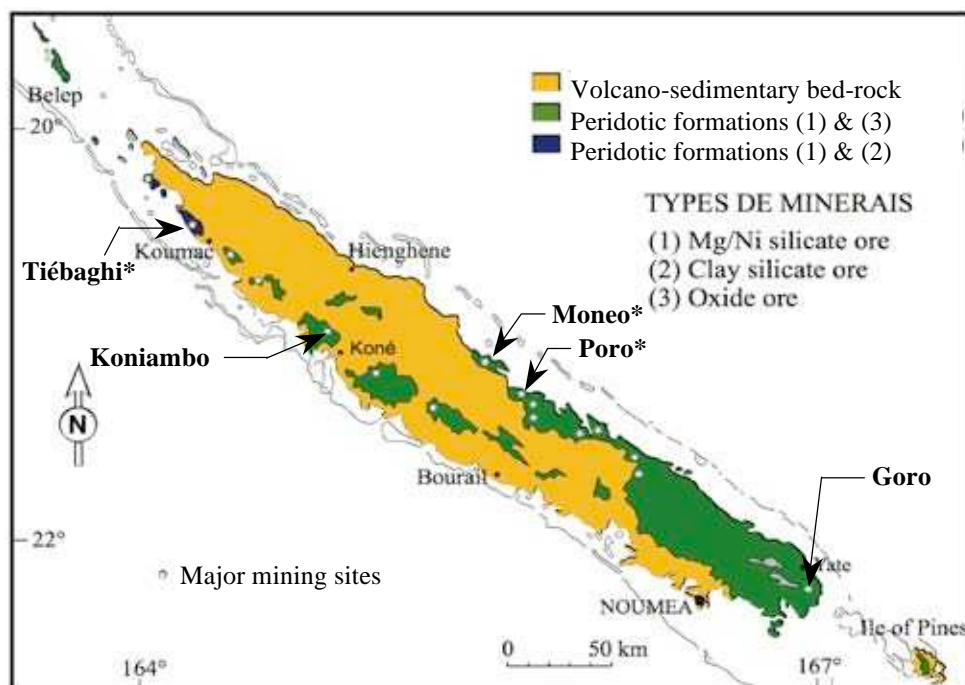 Belep
20°
Volcano-sedimentary bed-rock
Peridotic formations (1) & (3)
Peridotic formations (1) & (2)
TYPES DE MINERAIS
(1) Mg/Ni silicate ore
(2) Clay silicate ore
(3) Oxide ore
Koumac
Hienghene
Tiébaghi*
Moneo*
Koniambo
Koné
Poro*
N
Bourail
Goro
22°
Major mining sites
Yate
NOUMEA
Ile of Pines
0 50 km
164°
167°